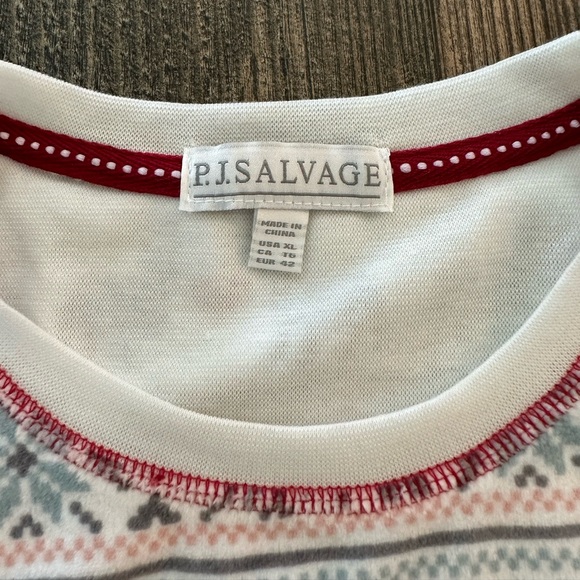 P.J.SALVAGE
MADE IN
CHINA
USA XL
CA 16
EUR 42